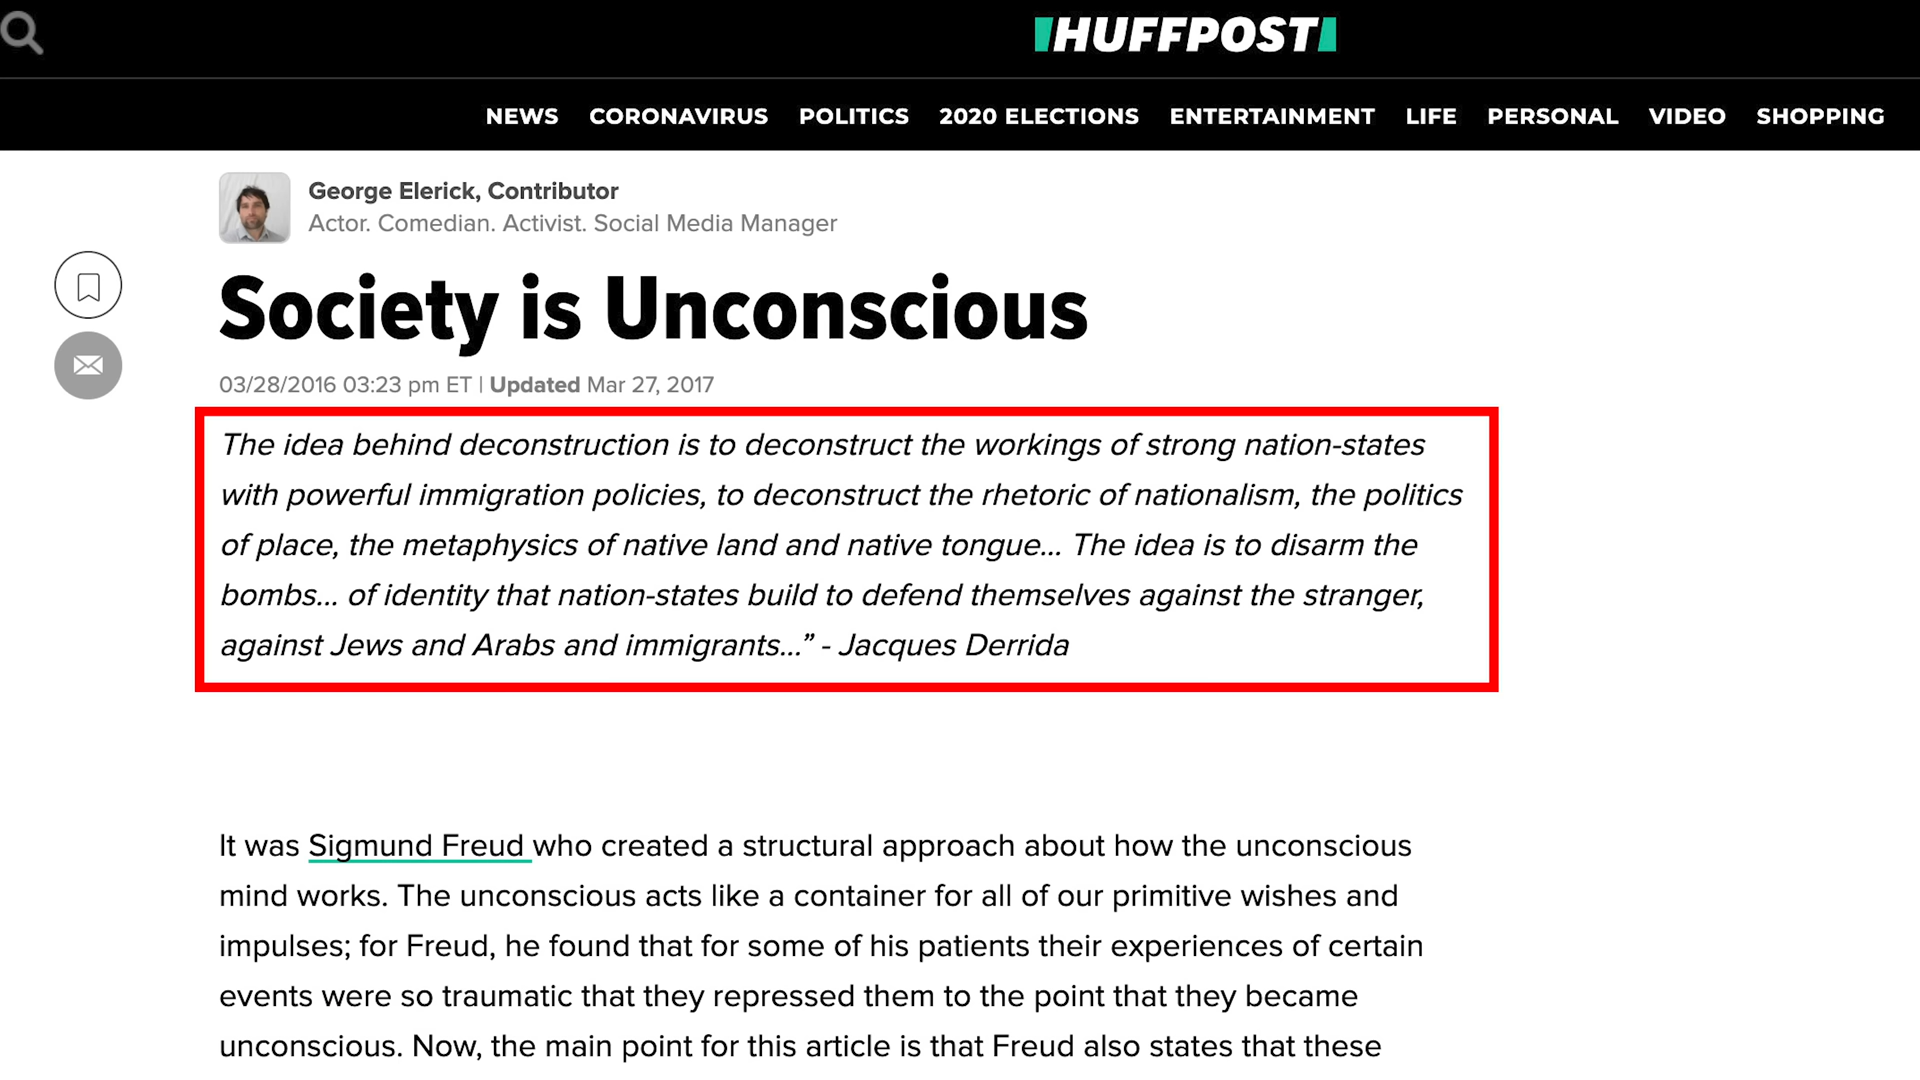 HUFFPOST
NEWS CORONAVIRUS POLITICS 2020 ELECTIONS ENTERTAINMENT LIFE PERSONAL VIDEO SHOPPING
George Elerick, Contributor
Actor. Comedian. Activist. Social Media Manager
Society is Unconscious
03/28/2016 03:23 pm ET | Updated Mar 27, 2017
The idea behind deconstruction is to deconstruct the workings of strong nation-states
with powerful immigration policies, to deconstruct the rhetoric of nationalism, the politics
of place, the metaphysics of native land and native tongue... The idea is to disarm the
bombs... of identity that nation-states build to defend themselves against the stranger,
against Jews and Arabs and immigrants...” - Jacques Derrida
It was Sigmund Freud who created a structural approach about how the unconscious
mind works. The unconscious acts like a container for all of our primitive wishes and
impulses; for Freud, he found that for some of his patients their experiences of certain
events were so traumatic that they repressed them to the point that they became
unconscious. Now, the main point for this article is that Freud also states that these